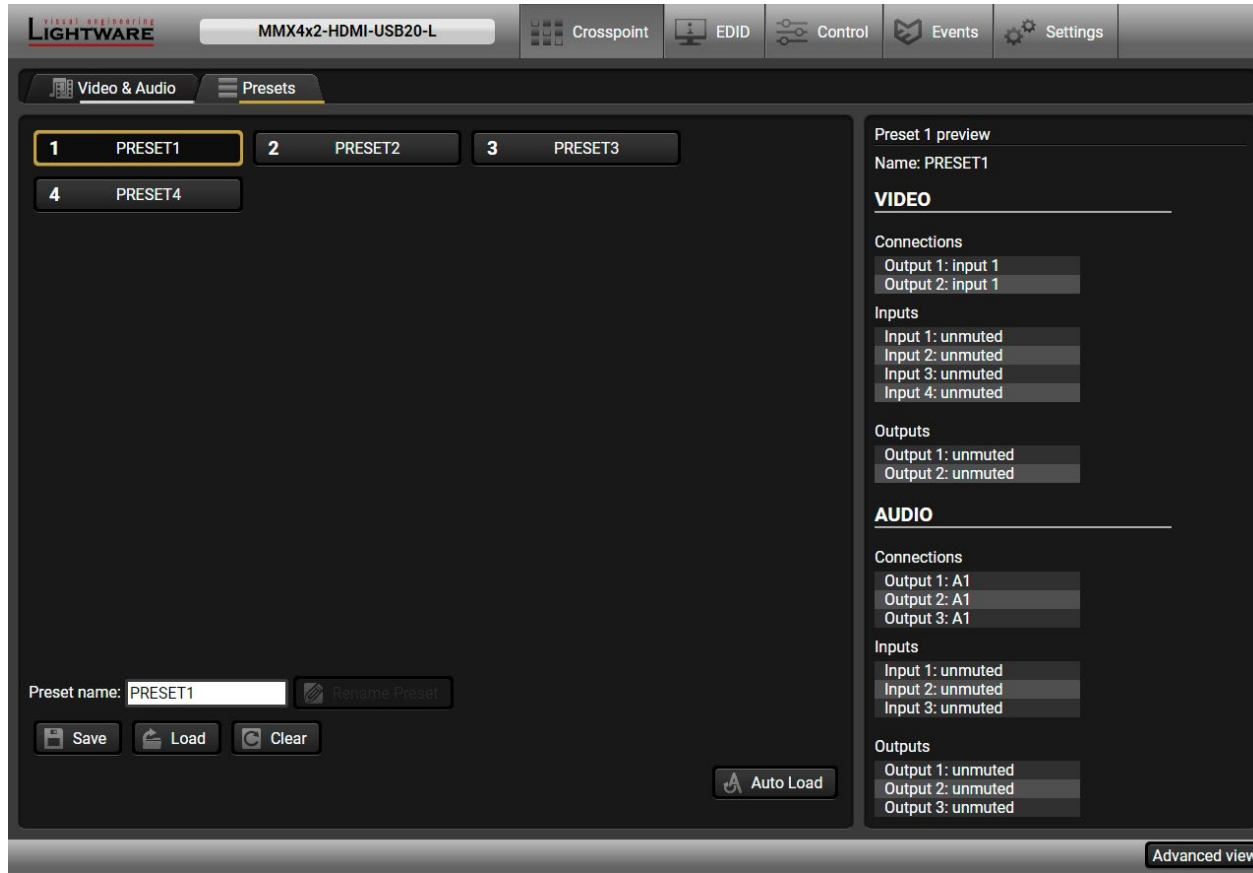 visual engineering
LIGHTWARE
MMX4x2-HDMI-USB20-L
Crosspoint
EDID
Control
Events
Settings
Video & Audio
Presets
1 PRESET1
2 PRESET2
3 PRESET3
4 PRESET4
Preset name: PRESET1
Rename Preset
Save
Load
Clear
Auto Load
Preset 1 preview
Name: PRESET1
VIDEO
Connections
Output 1: input 1
Output 2: input 1
Inputs
Input 1: unmuted
Input 2: unmuted
Input 3: unmuted
Input 4: unmuted
Outputs
Output 1: unmuted
Output 2: unmuted
AUDIO
Connections
Output 1: A1
Output 2: A1
Output 3: A1
Inputs
Input 1: unmuted
Input 2: unmuted
Input 3: unmuted
Outputs
Output 1: unmuted
Output 2: unmuted
Output 3: unmuted
Advanced view